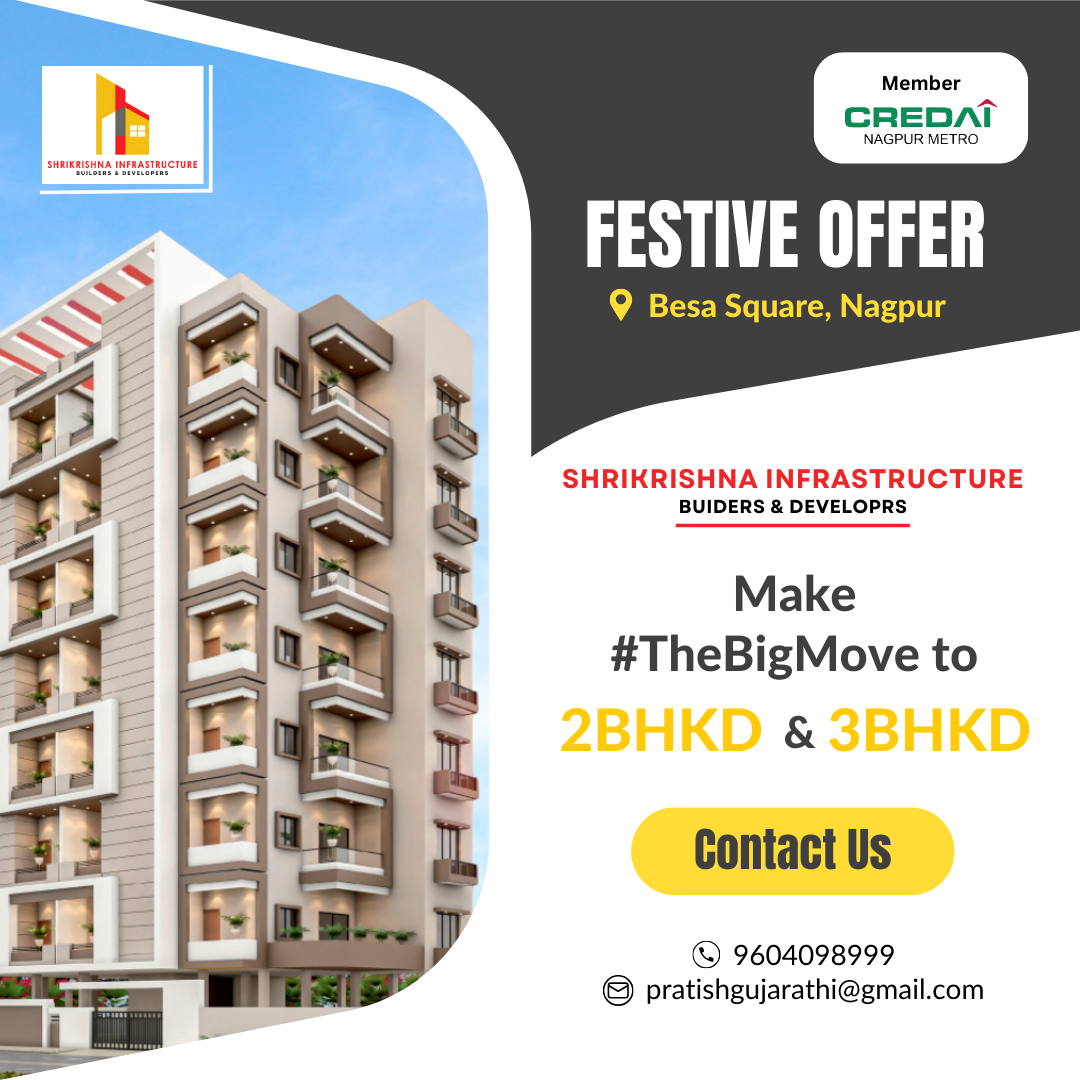 SHRIKRISHNA INFRASTRUCTURE
BUILDERS & DEVELOPERS
Member
CREDAI
NAGPUR METRO
FESTIVE OFFER
Besa Square, Nagpur
SHRIKRISHNA INFRASTRUCTURE
BUIDERS & DEVELOPRS
Make
#TheBigMove to
2BHKD & 3BHKD
Contact Us
9604098999
pratishgujarathi@gmail.com